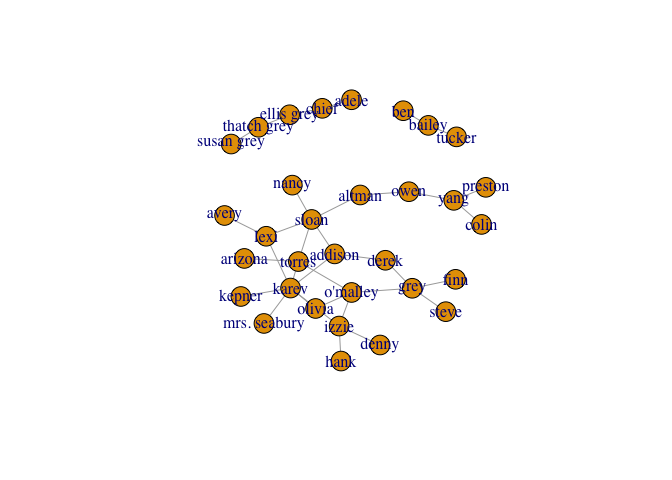 adele
chief
ellis grey
thatch grey
susan grey
ben
bailey
tucker
nancy
altman
owen
yang
preston
colin
avery
sloan
lexi
arizona
torres
addison
derek
kepner
karev
o'malley
grey
finn
steve
olivia
mrs. seabury
izzie
denny
hank